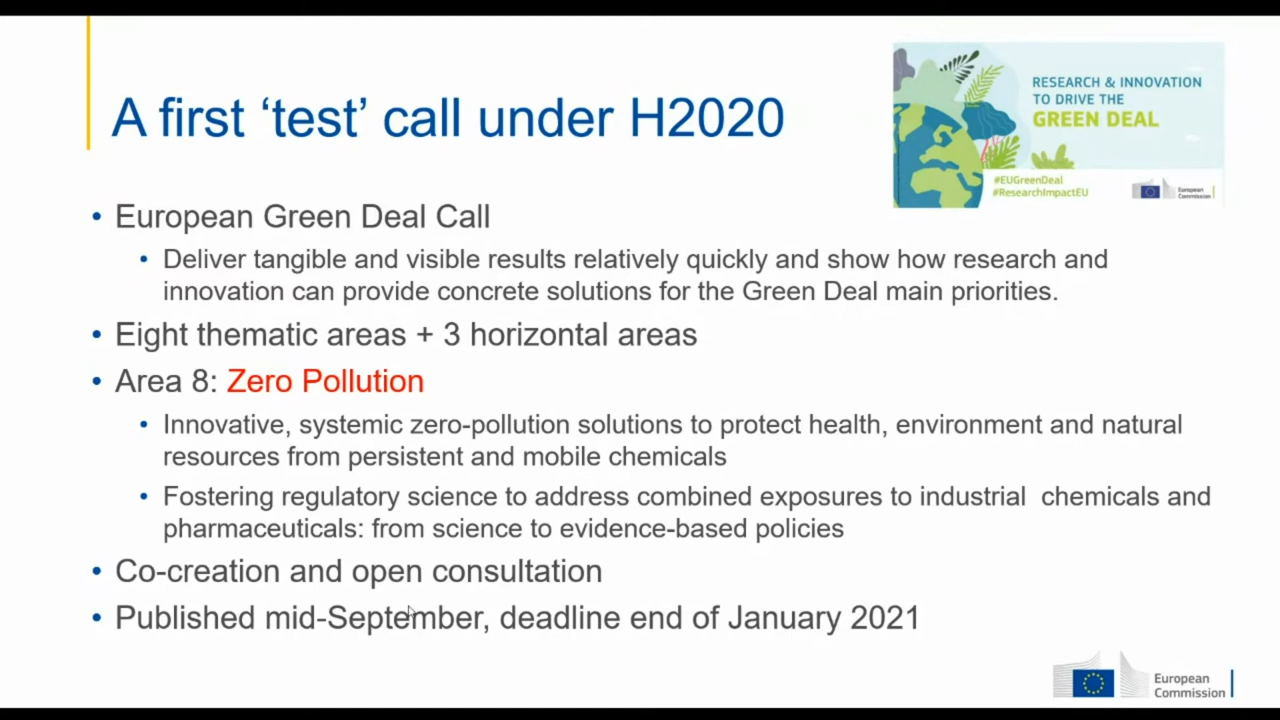 A first ‘test’ call under H2020
RESEARCH & INNOVATION
TO DRIVE THE
GREEN DEAL
#EUGreenDeal
#ResearchImpactEU
European
Commission
• European Green Deal Call
• Deliver tangible and visible results relatively quickly and show how research and
innovation can provide concrete solutions for the Green Deal main priorities.
• Eight thematic areas + 3 horizontal areas
• Area 8: Zero Pollution
• Innovative, systemic zero-pollution solutions to protect health, environment and natural
resources from persistent and mobile chemicals
• Fostering regulatory science to address combined exposures to industrial chemicals and
pharmaceuticals: from science to evidence-based policies
• Co-creation and open consultation
• Published mid-September, deadline end of January 2021
European
Commission